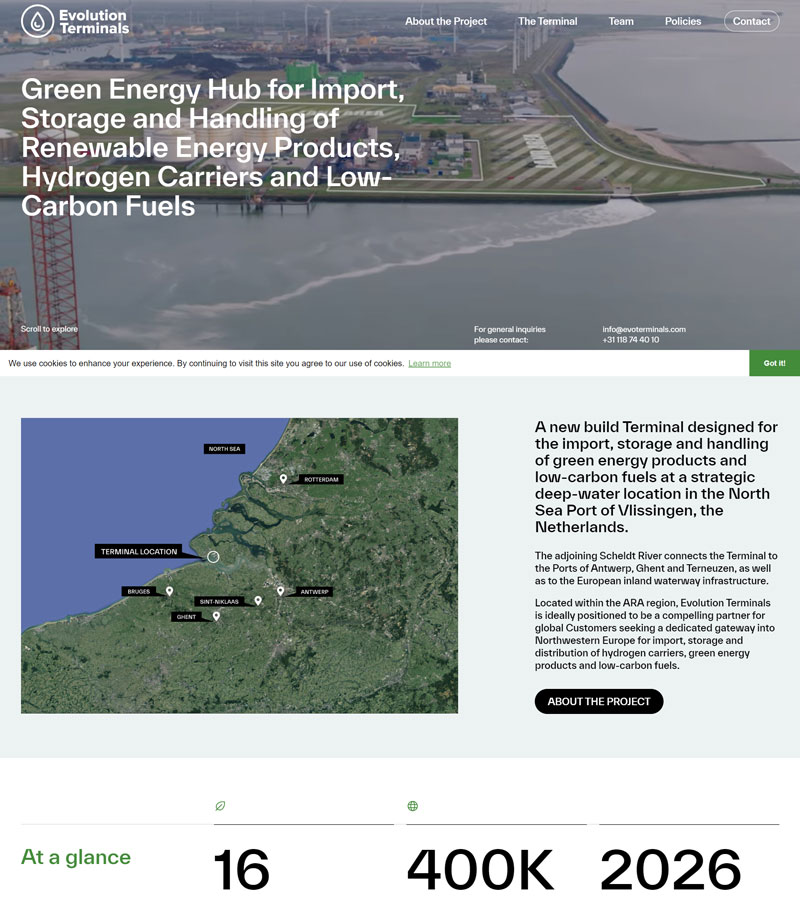 Evolution
Terminals
About the Project
The Terminal
Team
Policies
Contact
Green Energy Hub for Import,
Storage and Handling of
Renewable Energy Products,
Hydrogen Carriers and Low-
Carbon Fuels
Scroll to explore
For general inquiries
please contact:
info@evoterminals.com
+31 118 74 40 10
We use cookies to enhance your experience. By continuing to visit this site you agree to our use of cookies. Learn more
Got it!
NORTH SEA
ROTTERDAM
TERMINAL LOCATION
BRUGES
SINT-NIKLAAS
ANTWERP
GHENT
A new build Terminal designed for
the import, storage and handling
of green energy products and
low-carbon fuels at a strategic
deep-water location in the North
Sea Port of Vlissingen, the
Netherlands.
The adjoining Scheldt River connects the Terminal to
the Ports of Antwerp, Ghent and Terneuzen, as well
as to the European inland waterway infrastructure.
Located within the ARA region, Evolution Terminals
is ideally positioned to be a compelling partner for
global Customers seeking a dedicated gateway into
Northwestern Europe for import, storage and
distribution of hydrogen carriers, green energy
products and low-carbon fuels.
ABOUT THE PROJECT
At a glance
16
400K
2026